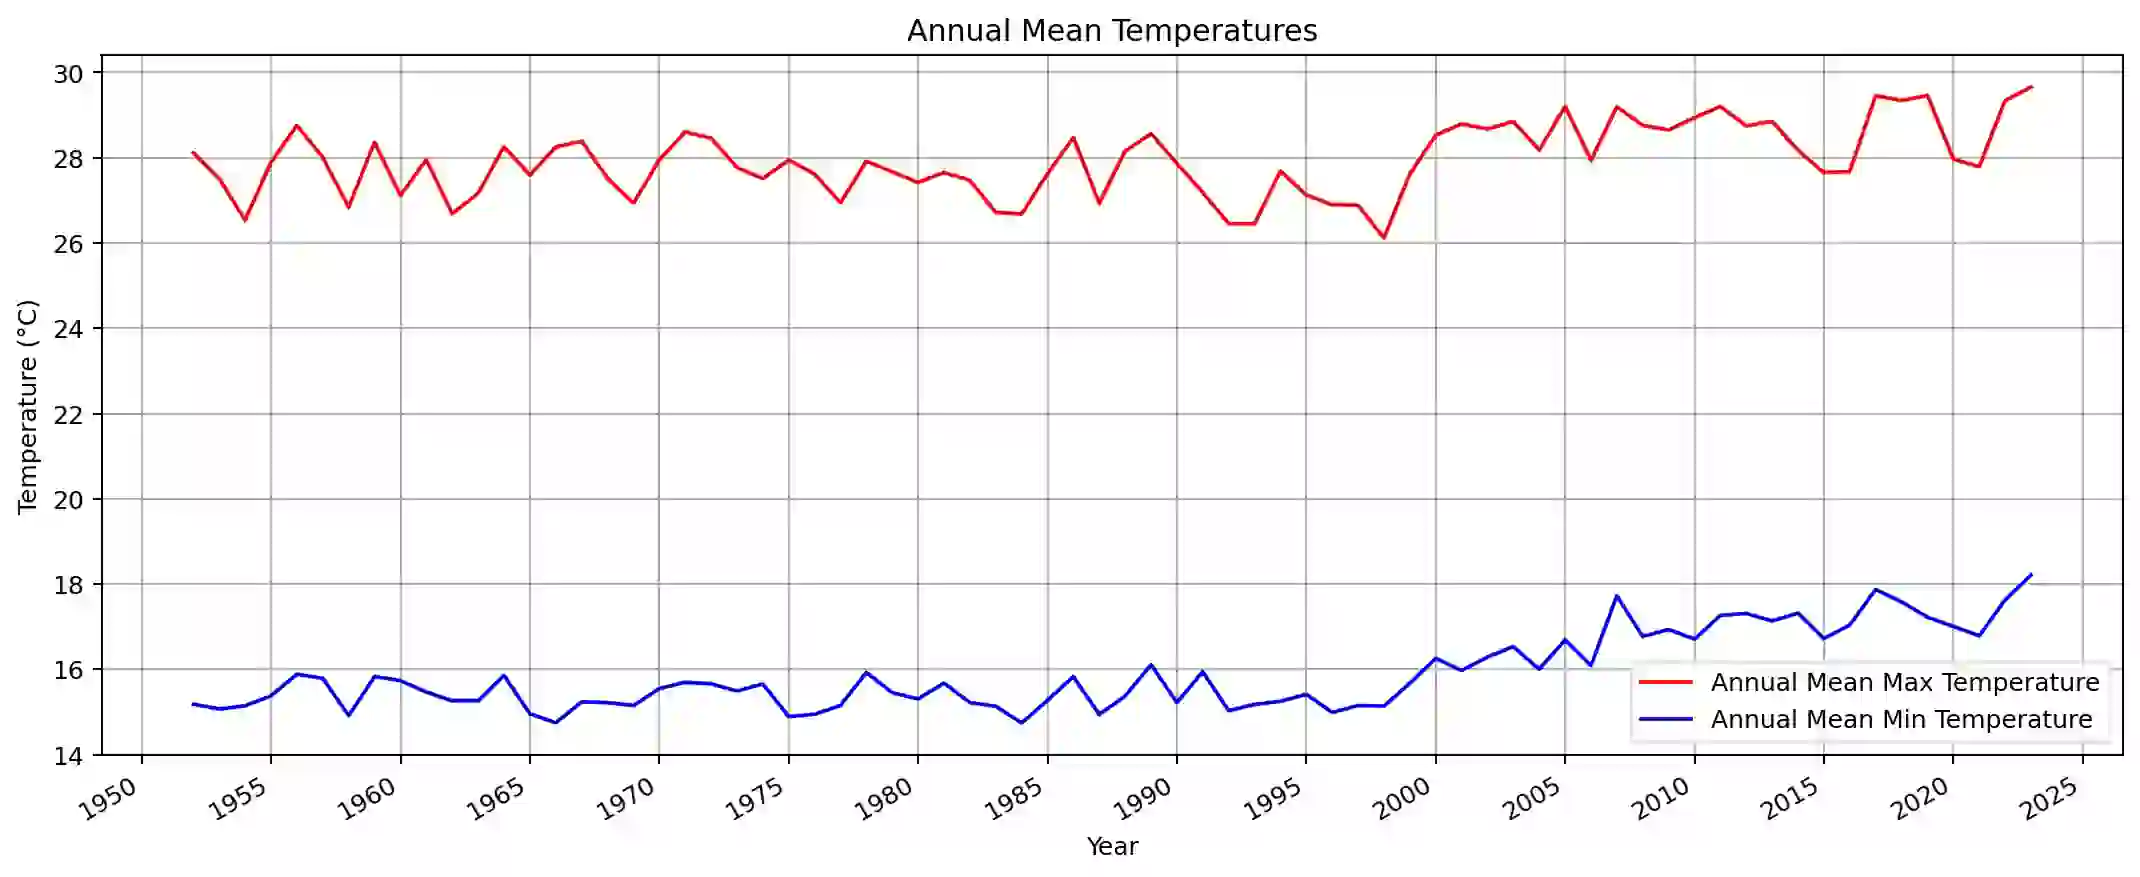 Annual Mean Temperatures
Temperature (°C)
30
28
26
24
22
20
18
16
14
1950 1955 1960 1965 1970 1975 1980 1985 1990 1995 2000 2005 2010 2015 2020 2025
Year
Annual Mean Max Temperature
Annual Mean Min Temperature